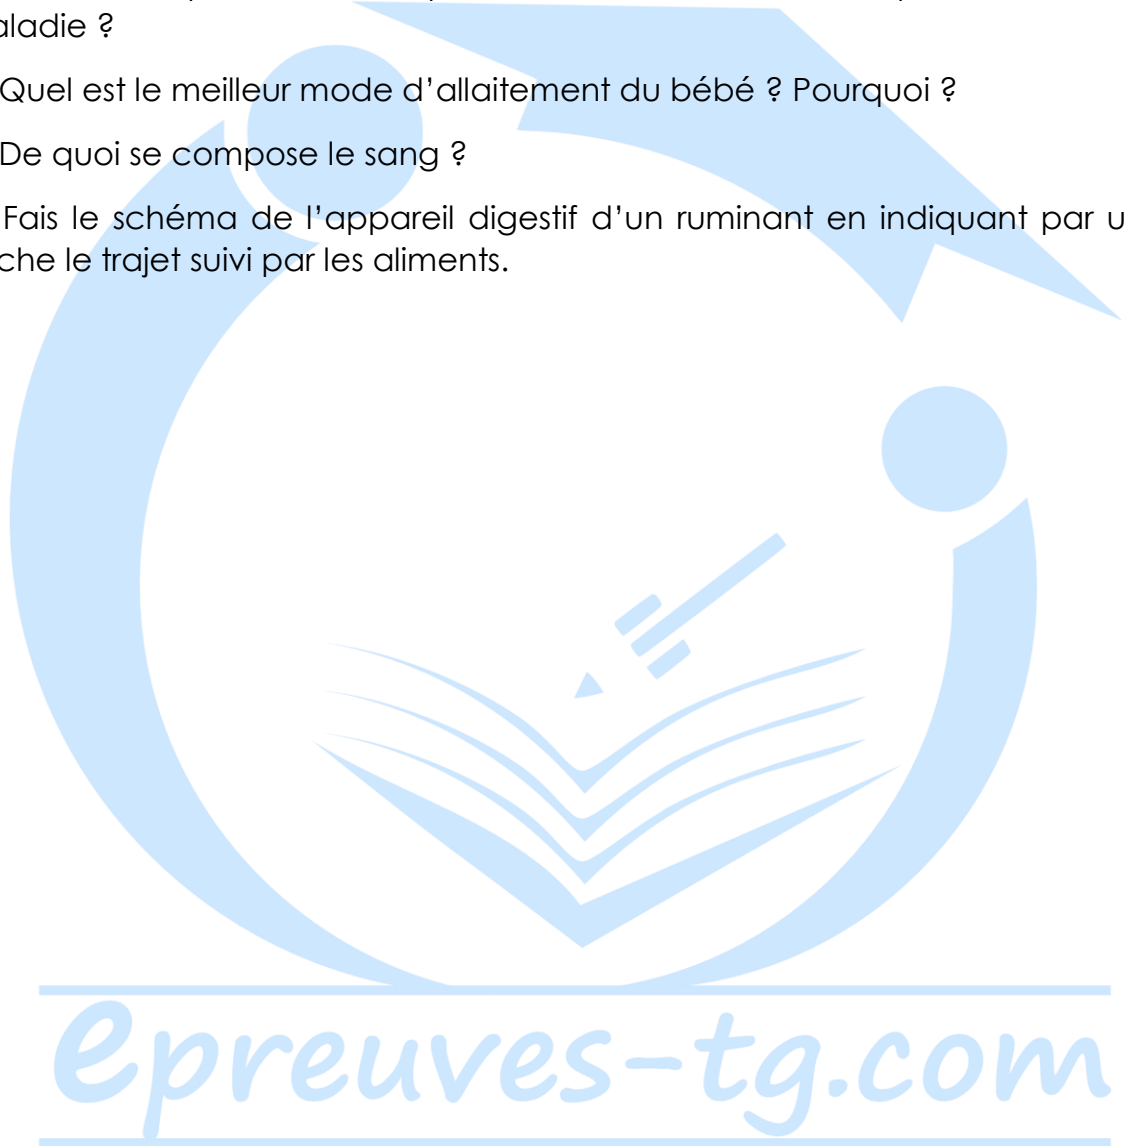 aladie ?
Quel est le meilleur mode d’allaitement du bébé ? Pourquoi ?
De quoi se compose le sang ?
Fais le schéma de l’appareil digestif d’un ruminant en indiquant par u
che le trajet suivi par les aliments.
epreuves-tg.com